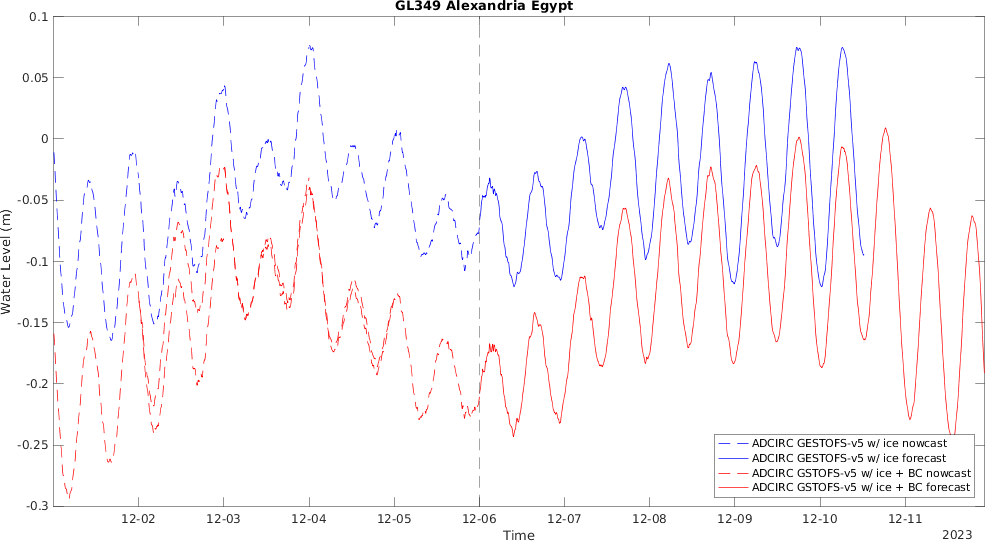 GL349 Alexandria Egypt
0.1
0.05
0
-0.05
-0.1
-0.15
-0.2
-0.25
-0.3
Water Level (m)
12-02
12-03
12-04
12-05
12-06
12-07
12-08
12-09
12-10
12-11
Time
2023
ADCIRC GESTOFS-v5 w/ ice nowcast
ADCIRC GESTOFS-v5 w/ ice forecast
ADCIRC GSTOFS-v5 w/ ice + BC nowcast
ADCIRC GSTOFS-v5 w/ ice + BC forecast